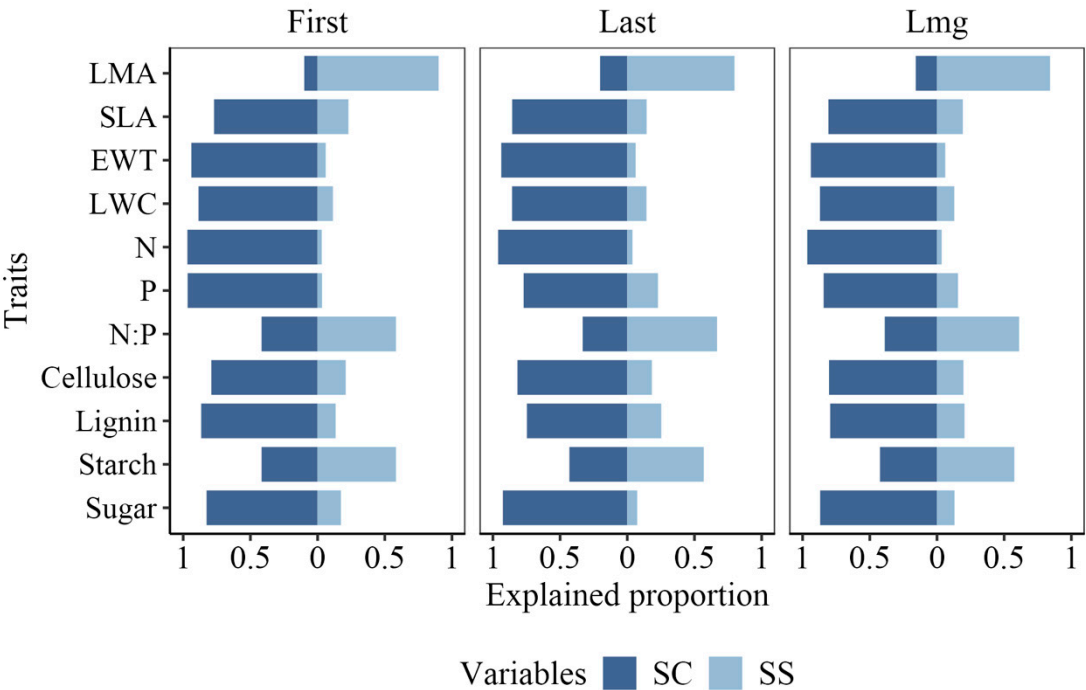 First Last Lmg
Traits
LMA
SLA
EWT
LWC
N
P
N:P
Cellulose
Lignin
Starch
Sugar
1 0.5 0 0.5 1 1 0.5 0 0.5 1 1 0.5 0 0.5 1
Explained proportion
Variables SC SS